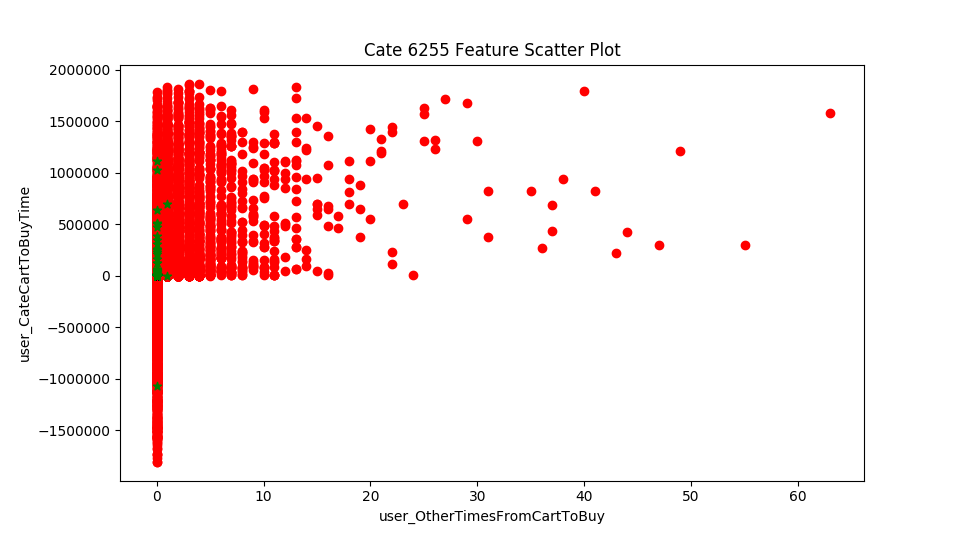 Cate 6255 Feature Scatter Plot
2000000
1500000
1000000
500000
0
−500000
−1000000
−1500000
user_CateCartToBuyTime
0 10 20 30 40 50 60
user_OtherTimesFromCartToBuy